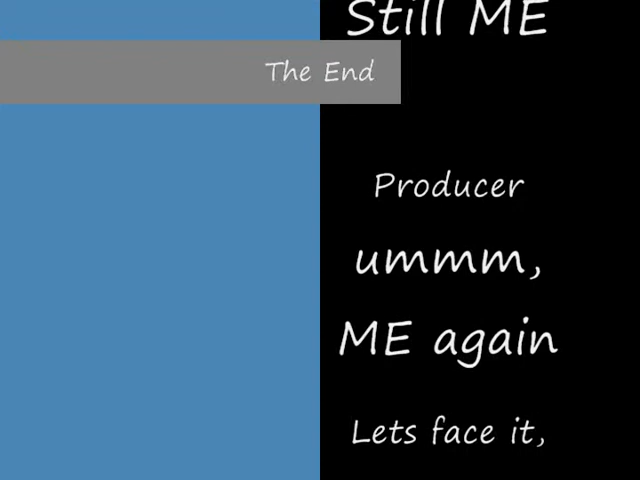 Still ME
The End
Producer
ummm,
ME again
Lets face it,